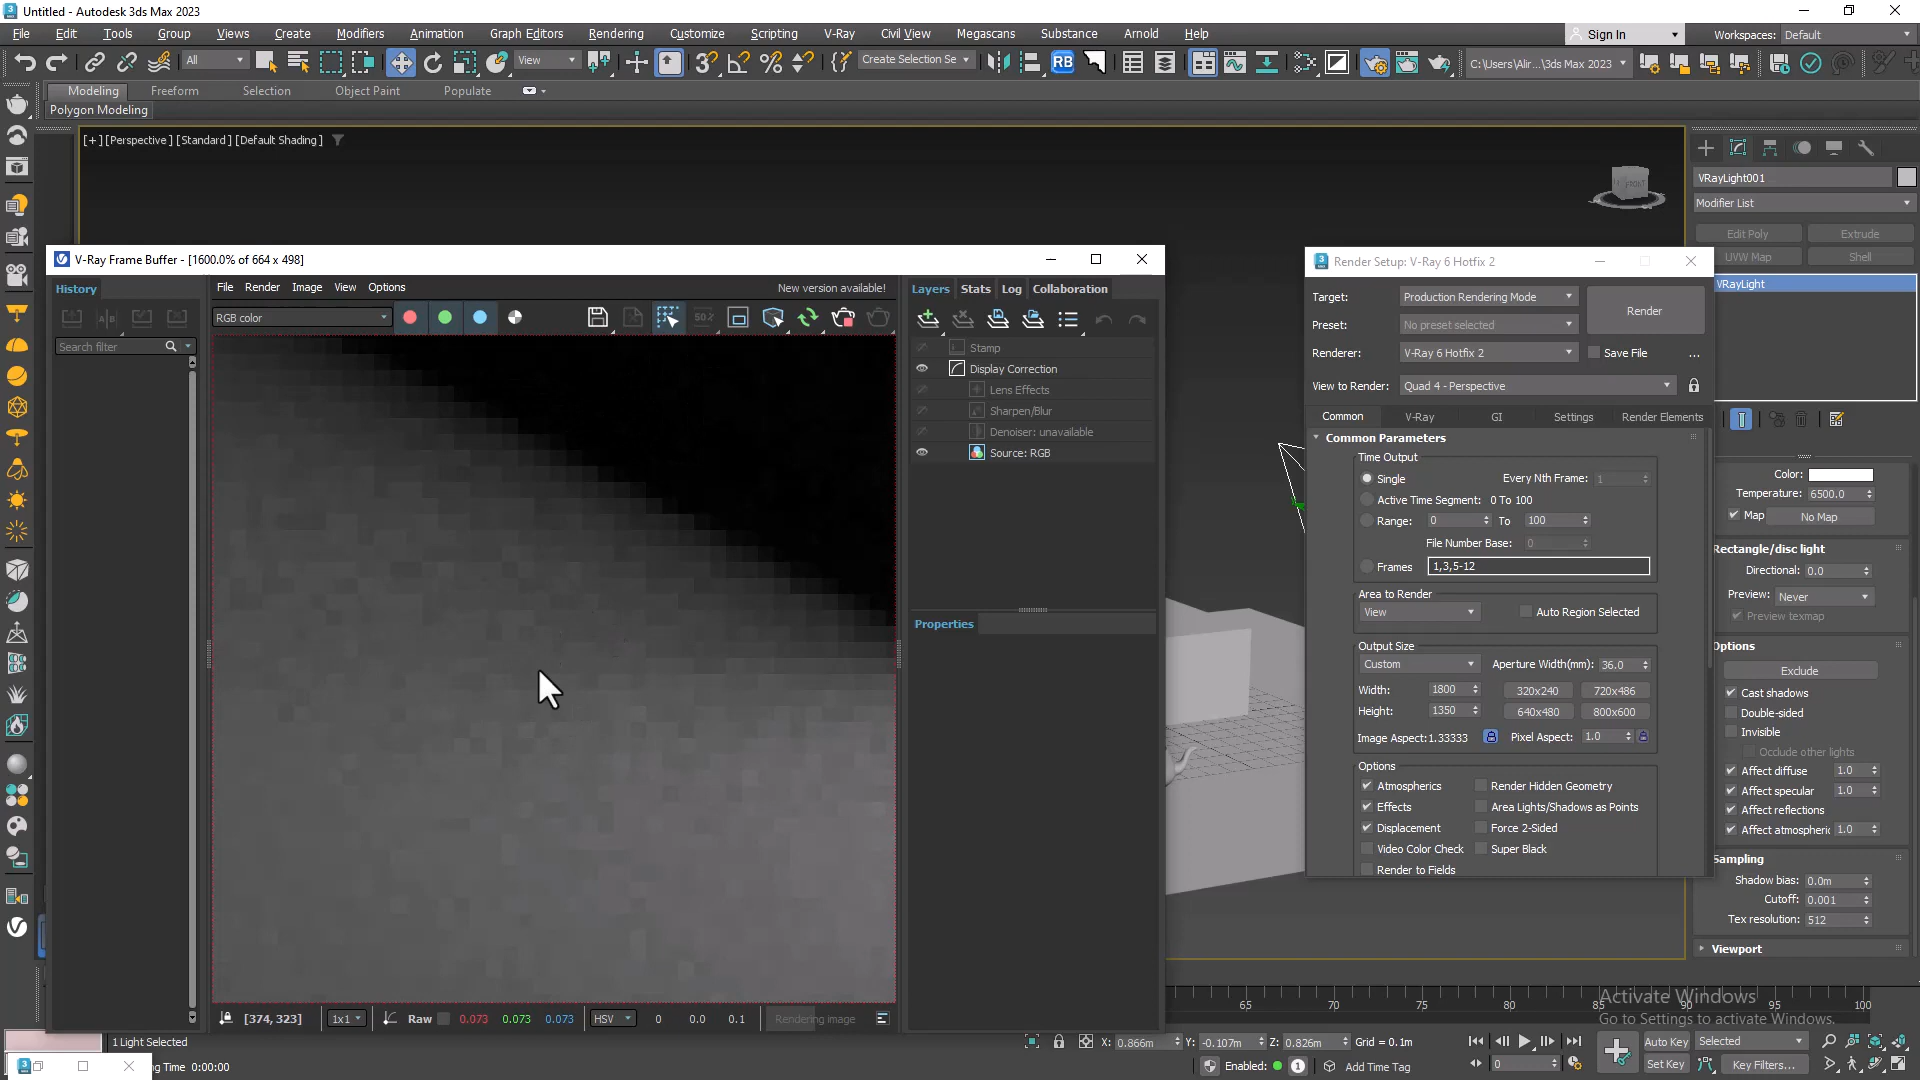 Untitled - Autodesk 3ds Max 2023
File Edit Tools Group Views Create Modifiers Animation Graph Editors Rendering Customize Scripting V-Ray Civil View Megascans Substance Arnold Help
Sign In Workspaces: Default
All View Create Selection Se RB C:\Users\Alir...\3ds Max 2023
Modeling Freeform Selection Object Paint Populate
Polygon Modeling
[+] [Perspective ] [Standard ] [Default Shading ]
VRayLight001
Modifier List
Edit Poly Extrude
UVW Map Shell
VRayLight
V-Ray Frame Buffer - [1600.0% of 664 x 498]
History
File Render Image View Options New version available!
RGB color
Search filter
Layers Stats Log Collaboration
Stamp
Display Correction
Lens Effects
Sharpen/Blur
Denoiser: unavailable
Source: RGB
Properties
[374, 323] 1x1 Raw 0.073 0.073 0.073 HSV 0 0.0 0.1 Rendering image
Render Setup: V-Ray 6 Hotfix 2
Target: Production Rendering Mode
Preset: No preset selected
Render
Renderer: V-Ray 6 Hotfix 2 Save File ...
View to Render: Quad 4 - Perspective
Common V-Ray GI Settings Render Elements
Common Parameters
Time Output
Single Every Nth Frame: 1
Active Time Segment: 0 To 100
Range: 0 To 100
File Number Base: 0
Frames 1,3,5-12
Area to Render
View Auto Region Selected
Output Size
Custom Aperture Width(mm): 36.0
Width: 1800 320x240 720x486
Height: 1350 640x480 800x600
Image Aspect:1.33333 Pixel Aspect: 1.0
Options
Atmospherics Render Hidden Geometry
Effects Area Lights/Shadows as Points
Displacement Force 2-Sided
Video Color Check Super Black
Render to Fields
Color:
Temperature: 6500.0
Map No Map
Rectangle/disc light
Directional: 0.0
Preview: Never
Preview texmap
Options
Exclude
Cast shadows
Double-sided
Invisible
Occlude other lights
Affect diffuse 1.0
Affect specular 1.0
Affect reflections
Affect atmospheric 1.0
Sampling
Shadow bias: 0.0m
Cutoff: 0.001
Tex resolution: 512
Viewport
65 70 75 80 85 90 95 100
Activate Windows
Go to Settings to activate Windows.
1 Light Selected
X: 0.866m Y: -0.107m Z: 0.826m Grid = 0.1m
Auto Key Selected
ng Time 0:00:00
Enabled: 1 Add Time Tag
0 Set Key Key Filters...